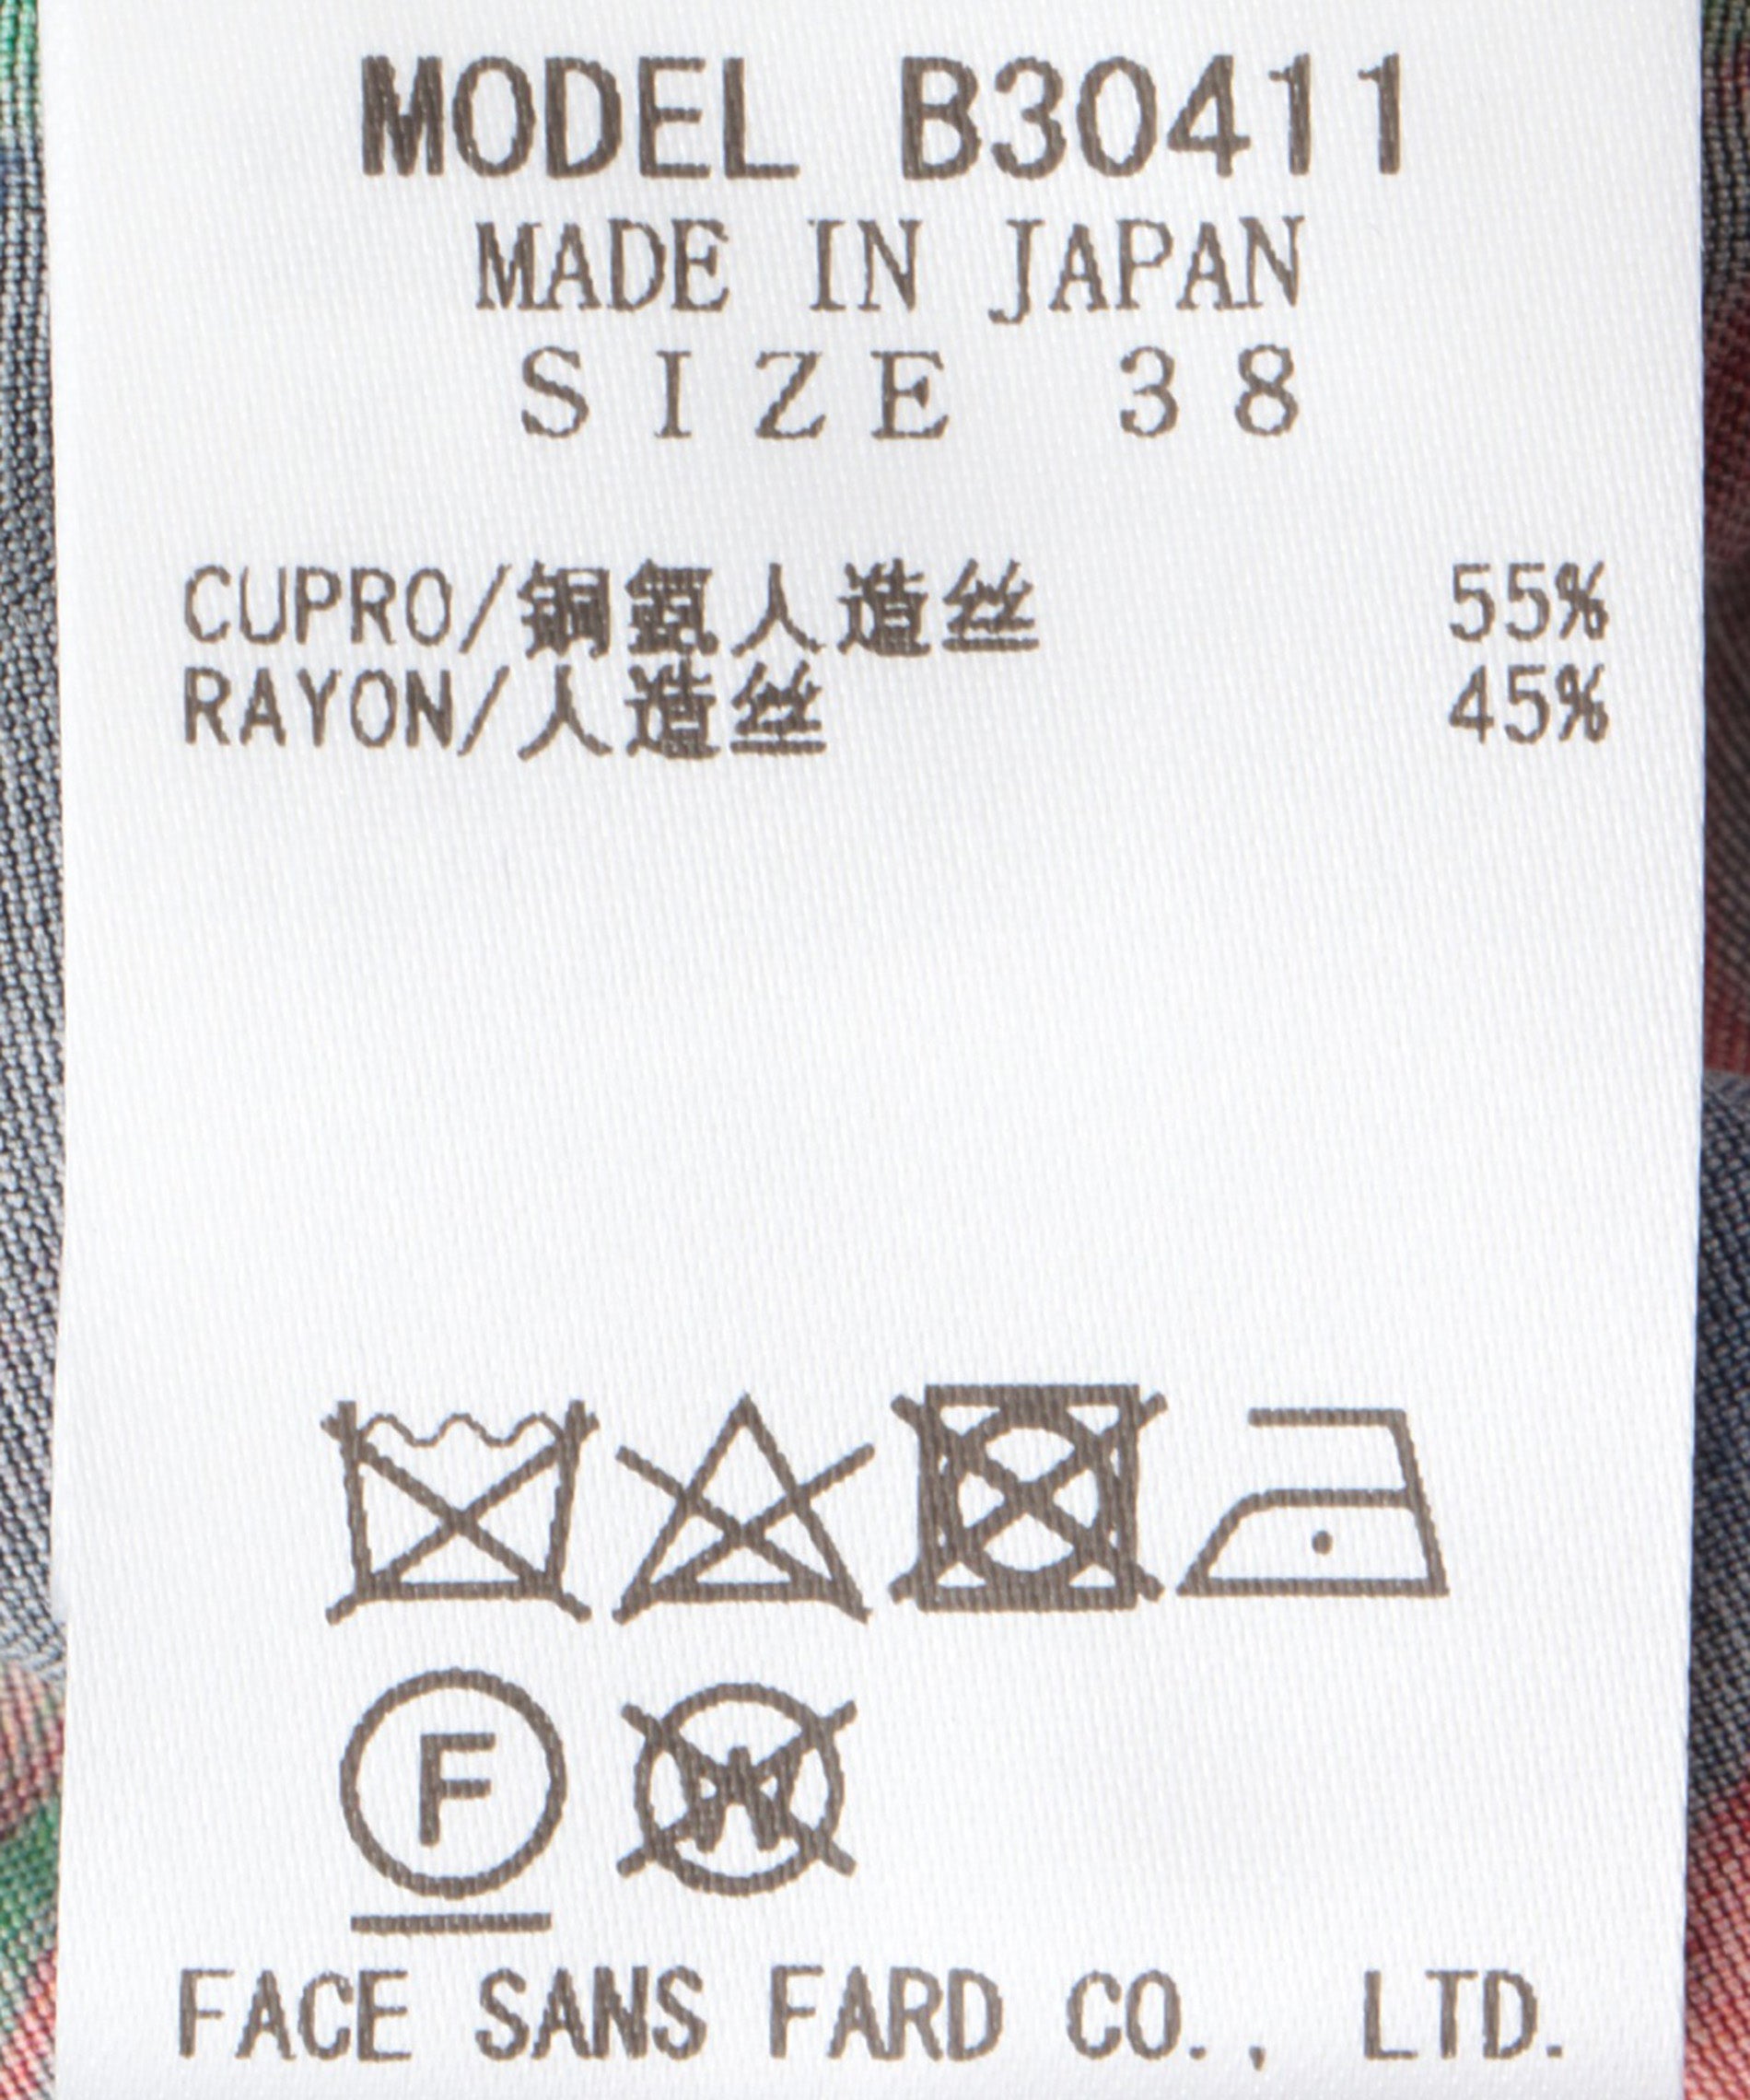 MODEL B30411
MADE IN JAPAN
SIZE 38
CUPRO/铜氨人造丝 55%
RAYON/人造丝 45%
F
W
FACE SANS FARD CO., LTD.